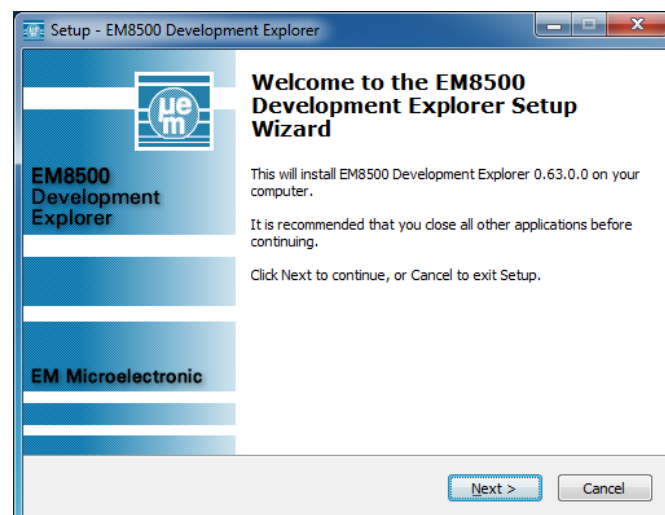 Setup - EM8500 Development Explorer
µe
m
EM8500
Development
Explorer
EM Microelectronic
Welcome to the EM8500
Development Explorer Setup
Wizard
This will install EM8500 Development Explorer 0.63.0.0 on your
computer.
It is recommended that you close all other applications before
continuing.
Click Next to continue, or Cancel to exit Setup.
Next >
Cancel